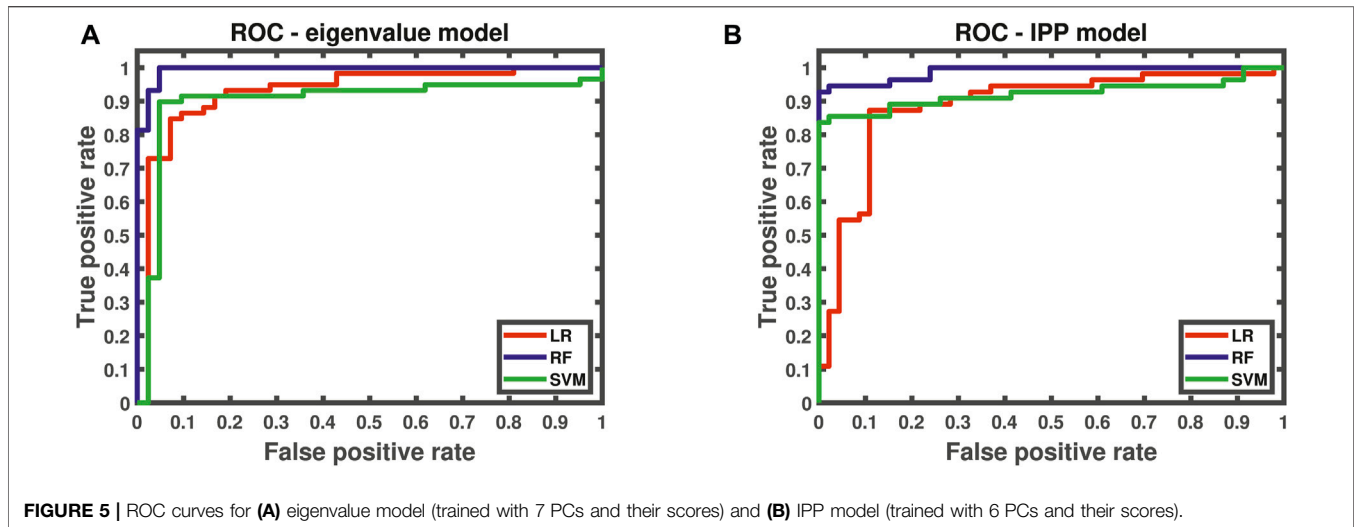 A
ROC - eigenvalue model
1
0.9
0.8
0.7
0.6
0.5
0.4
0.3
0.2
0.1
0
True positive rate
0 0.1 0.2 0.3 0.4 0.5 0.6 0.7 0.8 0.9 1
False positive rate
LR
RF
SVM
B
ROC - IPP model
1
0.9
0.8
0.7
0.6
0.5
0.4
0.3
0.2
0.1
0
True positive rate
0 0.1 0.2 0.3 0.4 0.5 0.6 0.7 0.8 0.9 1
False positive rate
LR
RF
SVM
FIGURE 5 | ROC curves for (A) eigenvalue model (trained with 7 PCs and their scores) and (B) IPP model (trained with 6 PCs and their scores).